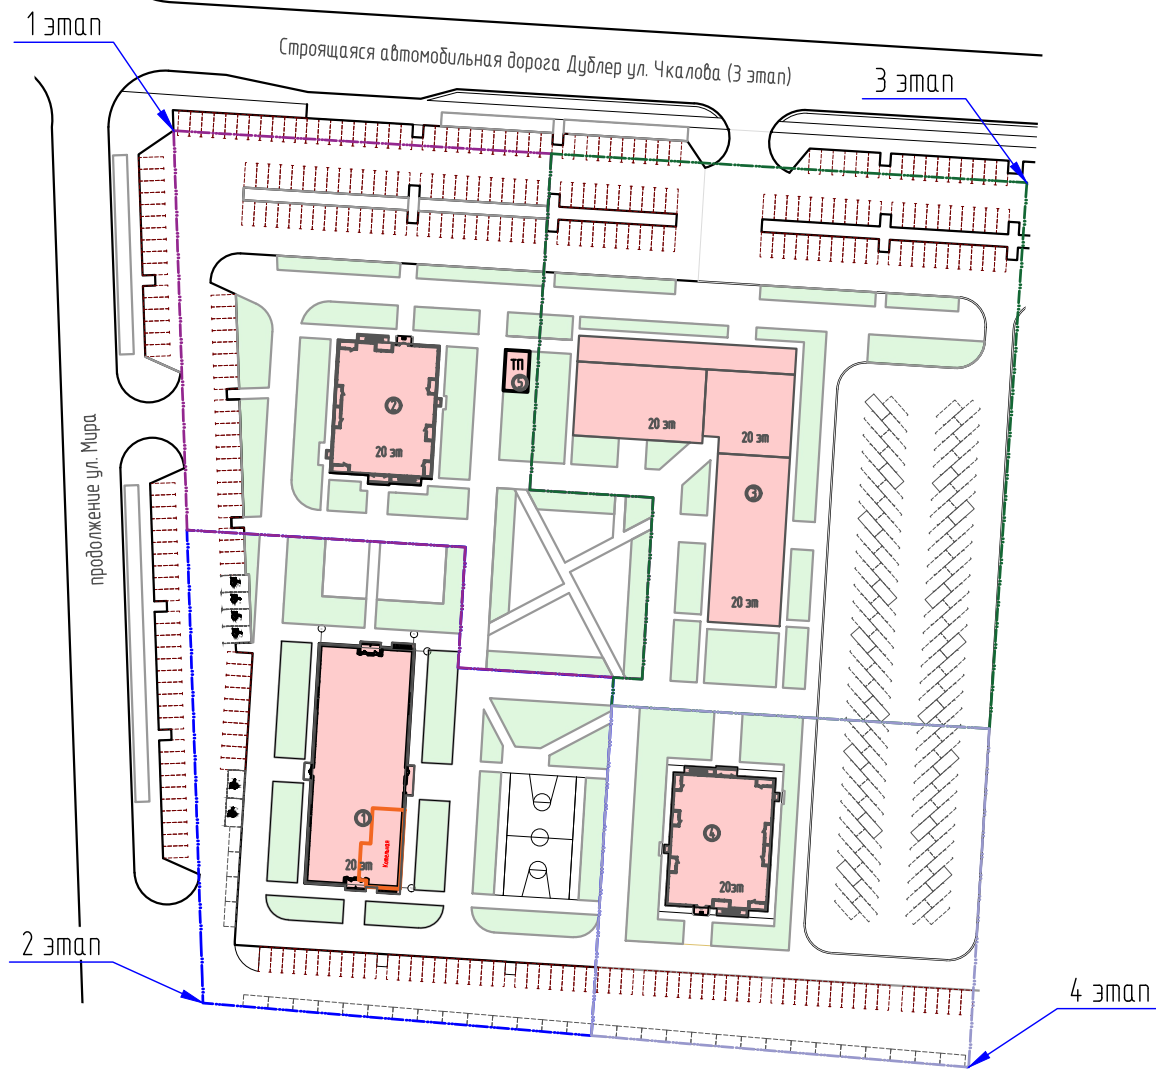 1 этап
Строящаяся автомобильная дорога Дублер ул. Чкалова (3 этап)
3 этап
ТП
5
2
20 эт
20 эт
20 эт
3
20 эт
продолжение ул. Мира
1
Котельная
20 эт
4
20эт
2 этап
4 этап